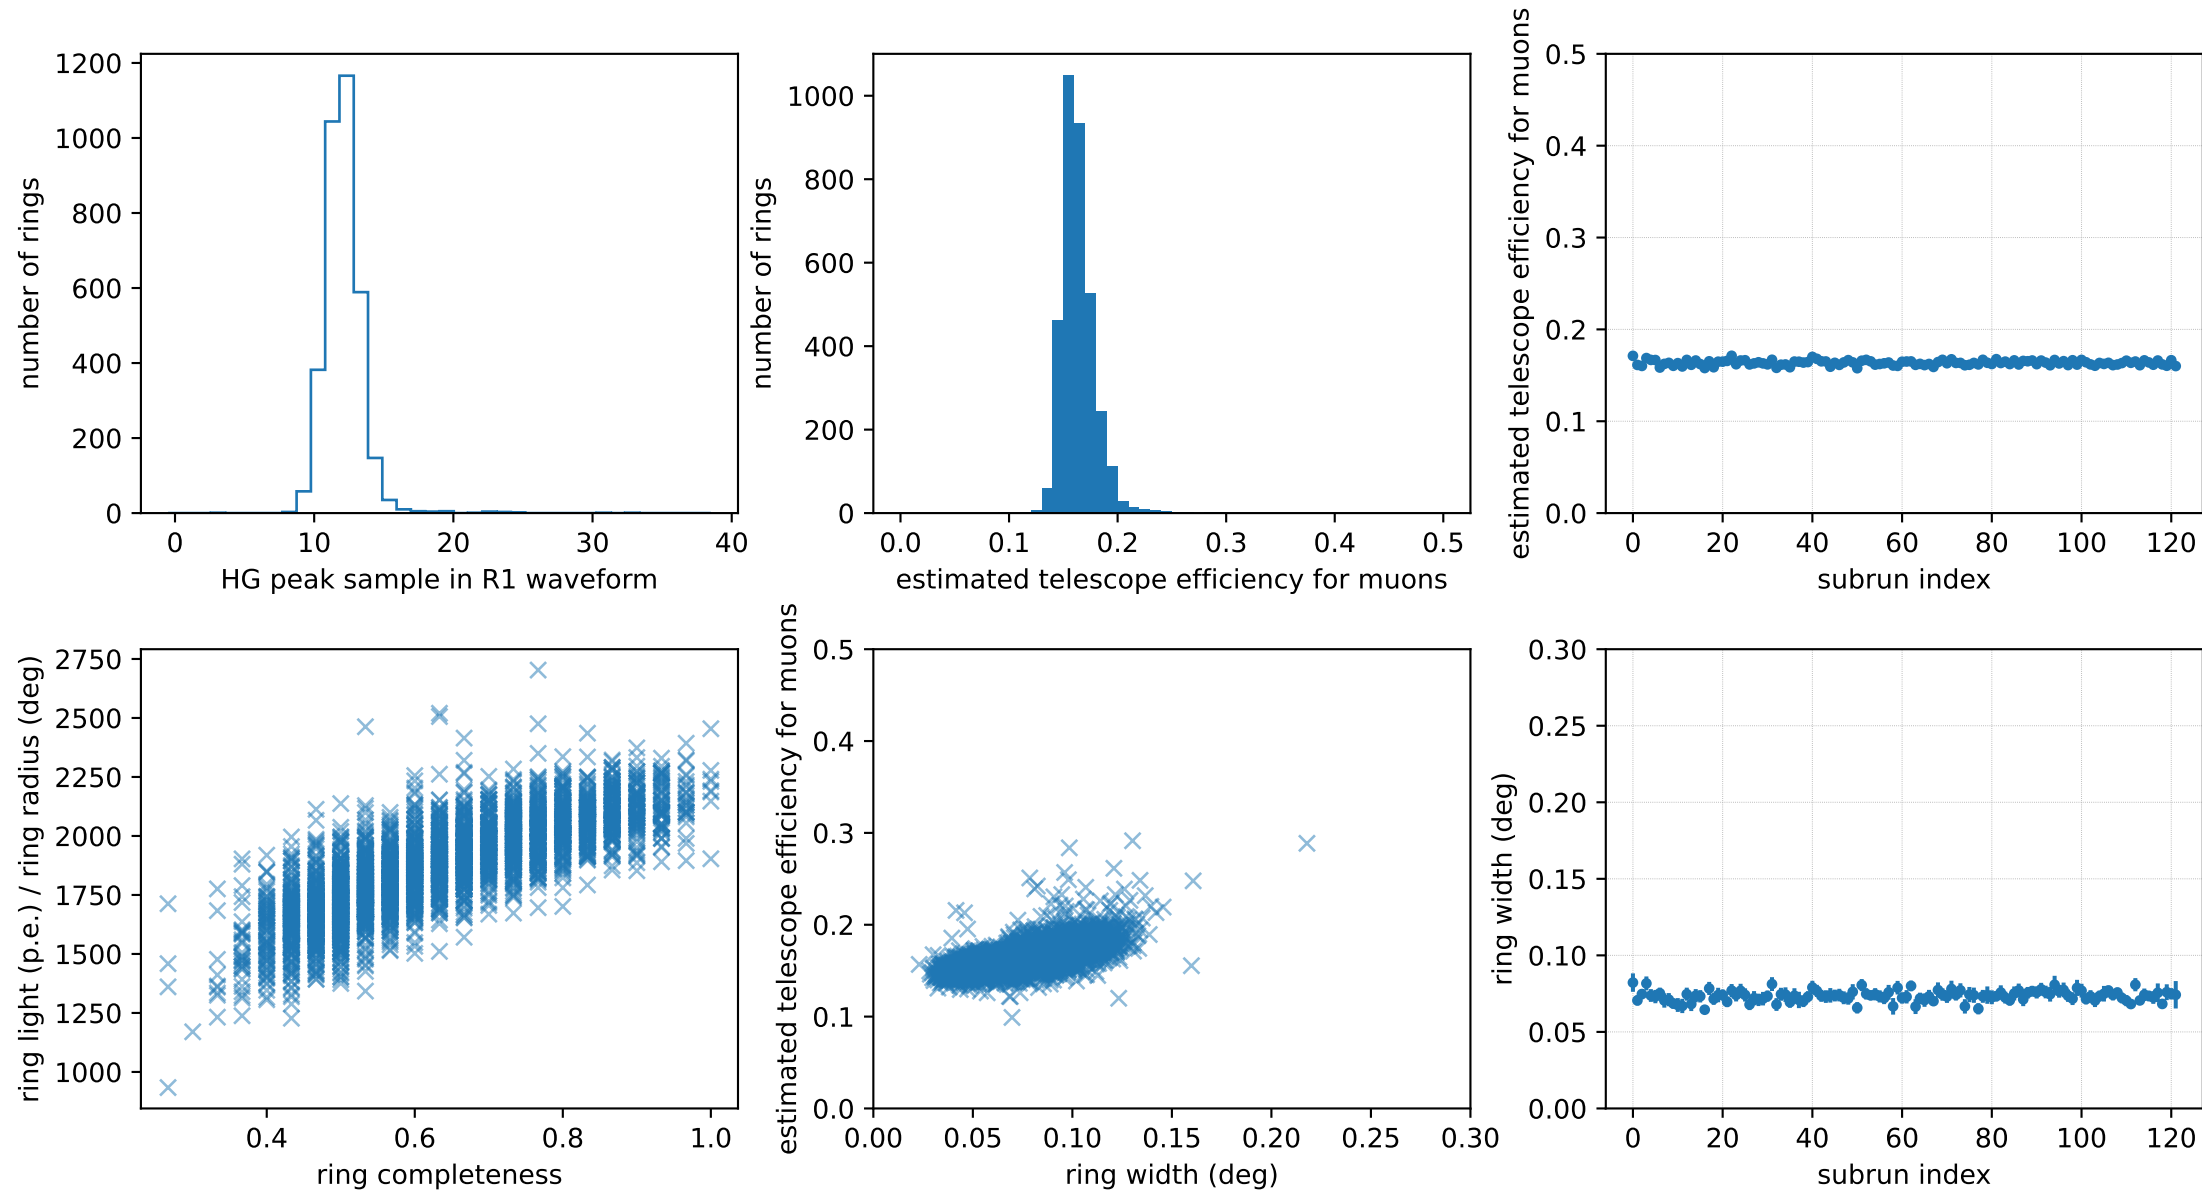 number of rings
1200
1000
800
600
400
200
0
0 10 20 30 40
HG peak sample in R1 waveform
number of rings
1000
800
600
400
200
0
0.0 0.1 0.2 0.3 0.4 0.5
estimated telescope efficiency for muons
estimated telescope efficiency for muons
0.5
0.4
0.3
0.2
0.1
0.0
0 20 40 60 80 100 120
subrun index
ring light (p.e.) / ring radius (deg)
2750
2500
2250
2000
1750
1500
1250
1000
0.4 0.6 0.8 1.0
ring completeness
estimated telescope efficiency for muons
0.5
0.4
0.3
0.2
0.1
0.0
0.00 0.05 0.10 0.15 0.20 0.25 0.30
ring width (deg)
ring width (deg)
0.30
0.25
0.20
0.15
0.10
0.05
0.00
0 20 40 60 80 100 120
subrun index